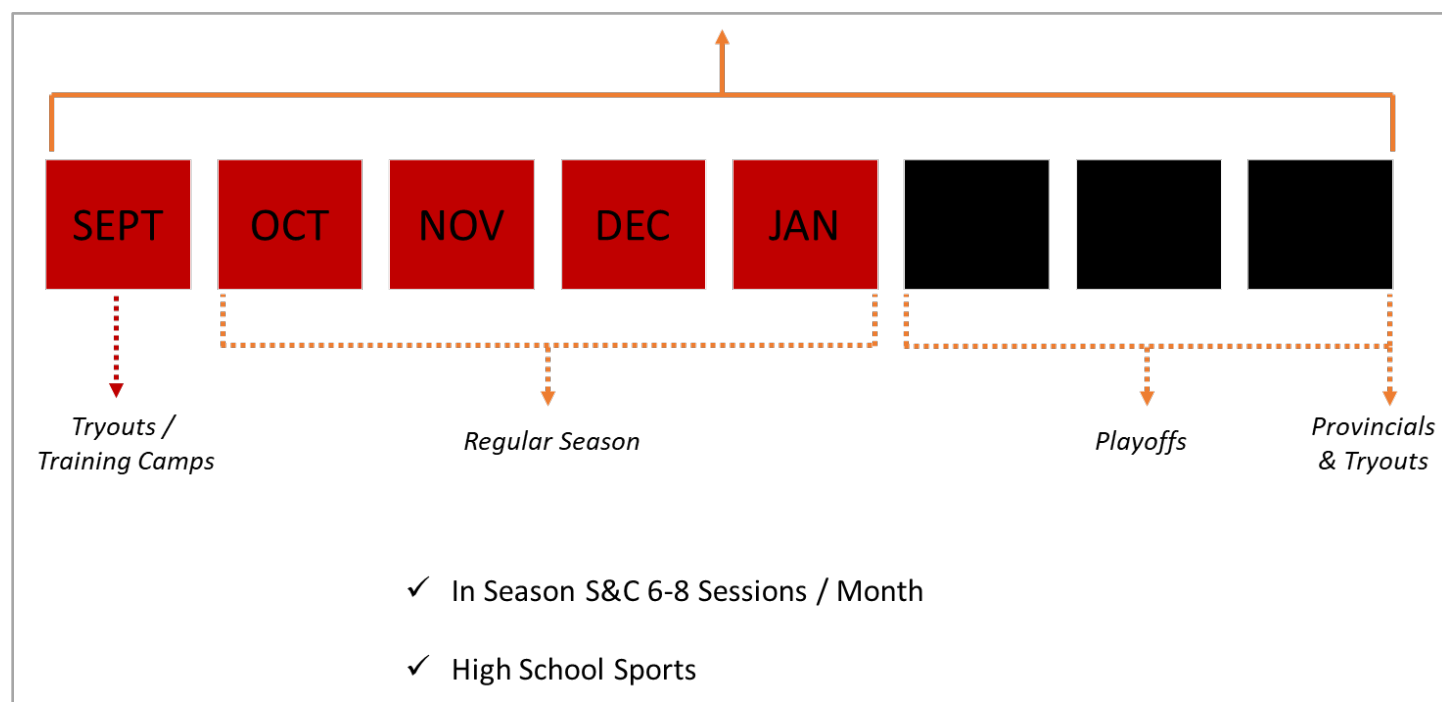 SEPT
OCT
NOV
DEC
JAN
Tryouts /
Training Camps
Regular Season
Playoffs
Provincials
& Tryouts
✓ In Season S&C 6-8 Sessions / Month
✓ High School Sports